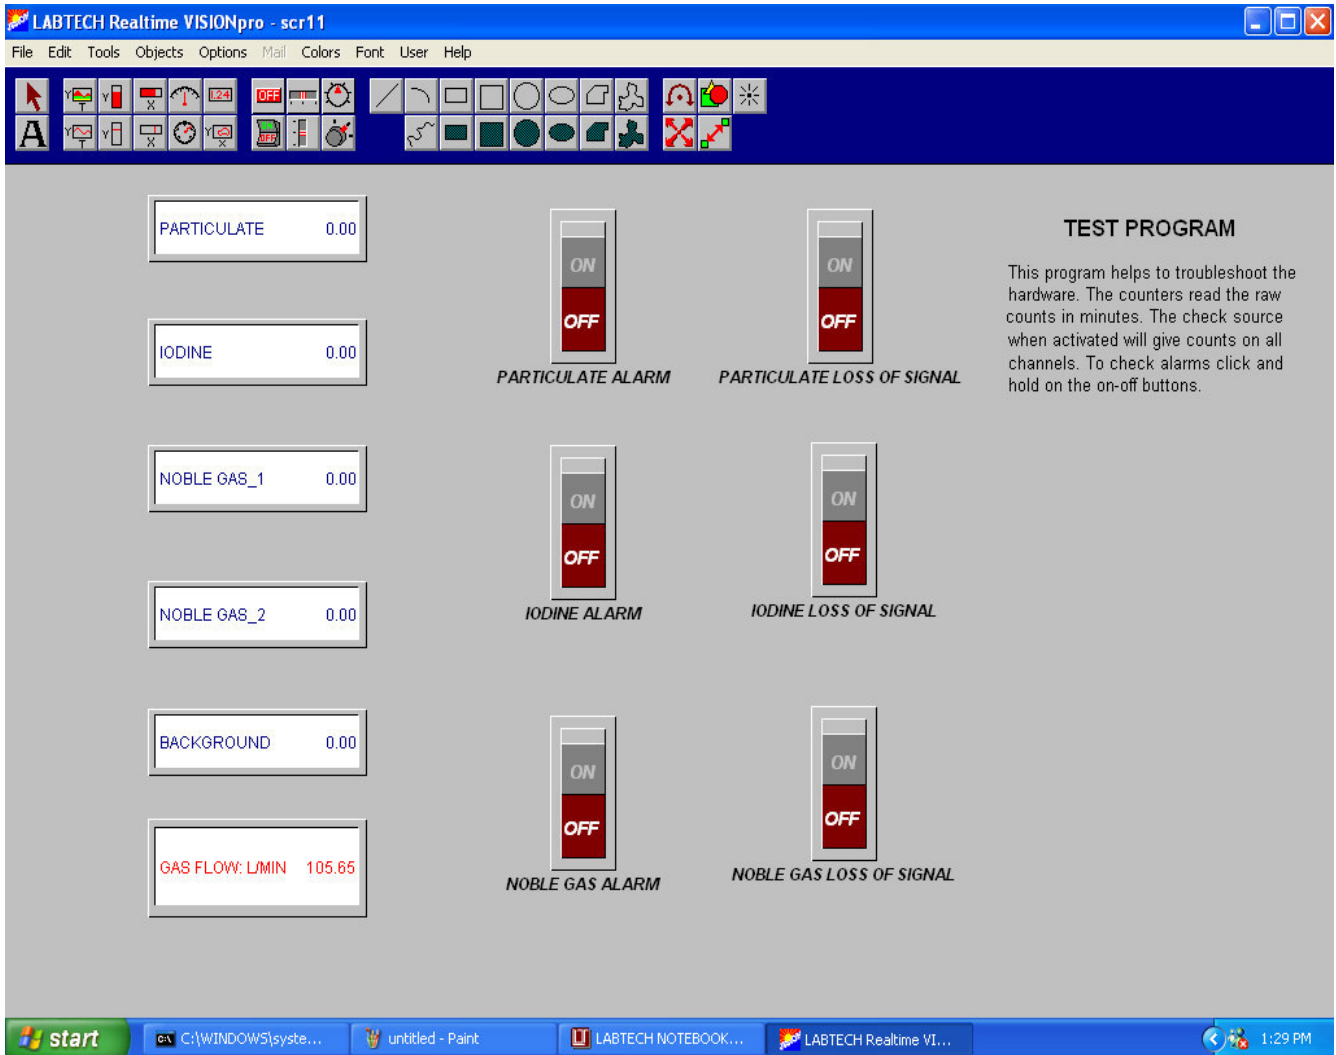 LABTECH Realtime VISIONpro - scr11
File Edit Tools Objects Options Mail Colors Font User Help
OFF
1.24
A
TEST PROGRAM
This program helps to troubleshoot the
hardware. The counters read the raw
counts in minutes. The check source
when activated will give counts on all
channels. To check alarms click and
hold on the on-off buttons.
PARTICULATE 0.00
IODINE 0.00
NOBLE GAS_1 0.00
NOBLE GAS_2 0.00
BACKGROUND 0.00
GAS FLOW: L/MIN 105.65
ON
OFF
PARTICULATE ALARM
ON
OFF
PARTICULATE LOSS OF SIGNAL
ON
OFF
IODINE ALARM
ON
OFF
IODINE LOSS OF SIGNAL
ON
OFF
NOBLE GAS ALARM
ON
OFF
NOBLE GAS LOSS OF SIGNAL
start
C:\WINDOWS\syste...
untitled - Paint
LABTECH NOTEBOOK...
LABTECH Realtime VI...
1:29 PM